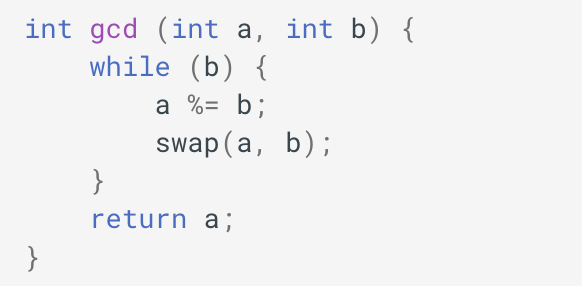 int gcd (int a, int b) {
    while (b) {
        a %= b;
        swap(a, b);
    }
    return a;
}